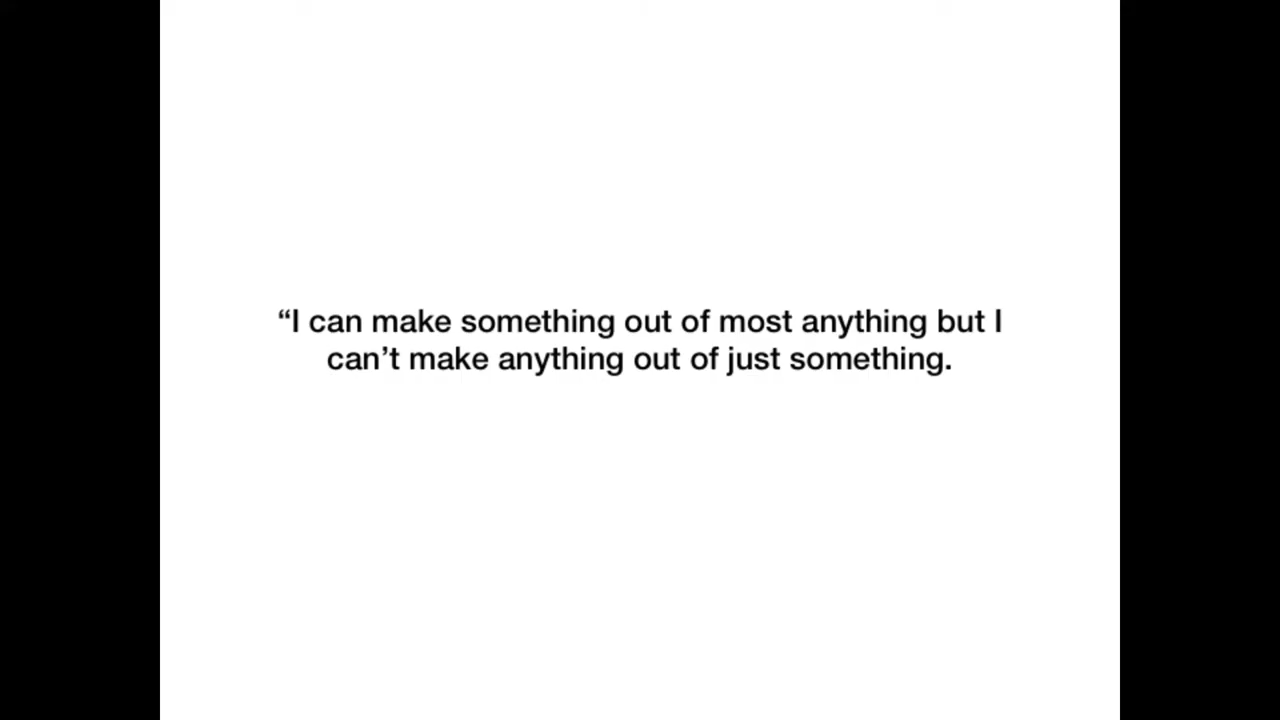 “I can make something out of most anything but I
can’t make anything out of just something.